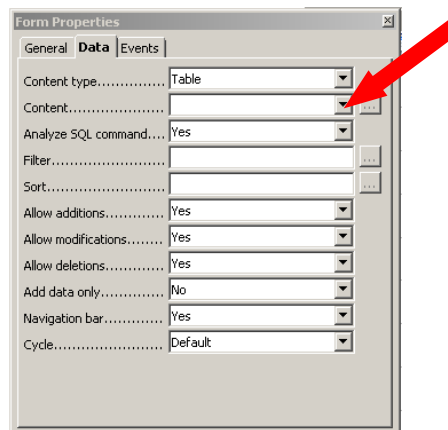 Form Properties
General Data Events
Content type............... Table
Content.....................
Analyze SQL command.... Yes
Filter.........................
Sort...........................
Allow additions............. Yes
Allow modifications........ Yes
Allow deletions............. Yes
Add data only.............. No
Navigation bar............. Yes
Cycle......................... Default